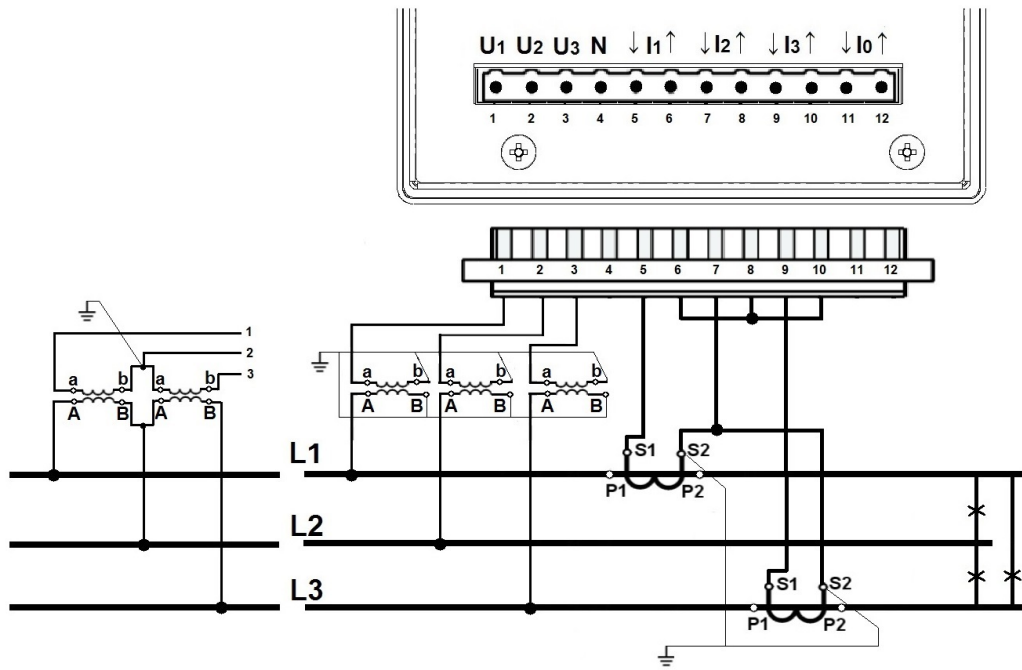 U1 U2 U3 N ↓ I1 ↑ ↓ I2 ↑ ↓ I3 ↑ ↓ I0 ↑
1 2 3 4 5 6 7 8 9 10 11 12
1 2 3 4 5 6 7 8 9 10 11 12
1
2
3
a b a b
A B A B
a b a b a b
A B A B A B
L1
S1 S2
P1 P2
L2
L3
S1 S2
P1 P2